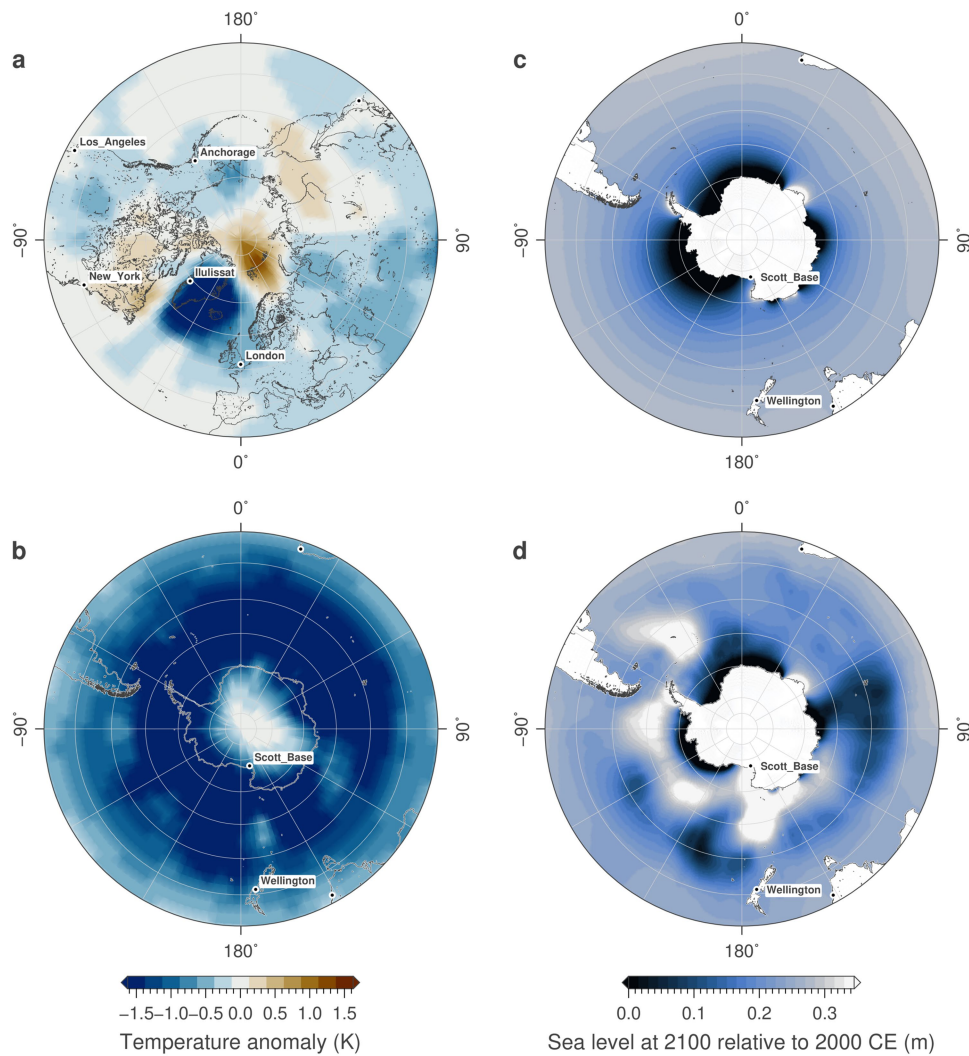 180°
a
Los_Angeles
Anchorage
−90°
90°
New_York
Ilulissat
London
0°
0°
c
−90°
90°
Scott_Base
Wellington
180°
0°
b
−90°
90°
Scott_Base
Wellington
180°
0°
d
−90°
90°
Scott_Base
Wellington
180°
−1.5 −1.0 −0.5 0.0 0.5 1.0 1.5
Temperature anomaly (K)
0.0 0.1 0.2 0.3
Sea level at 2100 relative to 2000 CE (m)